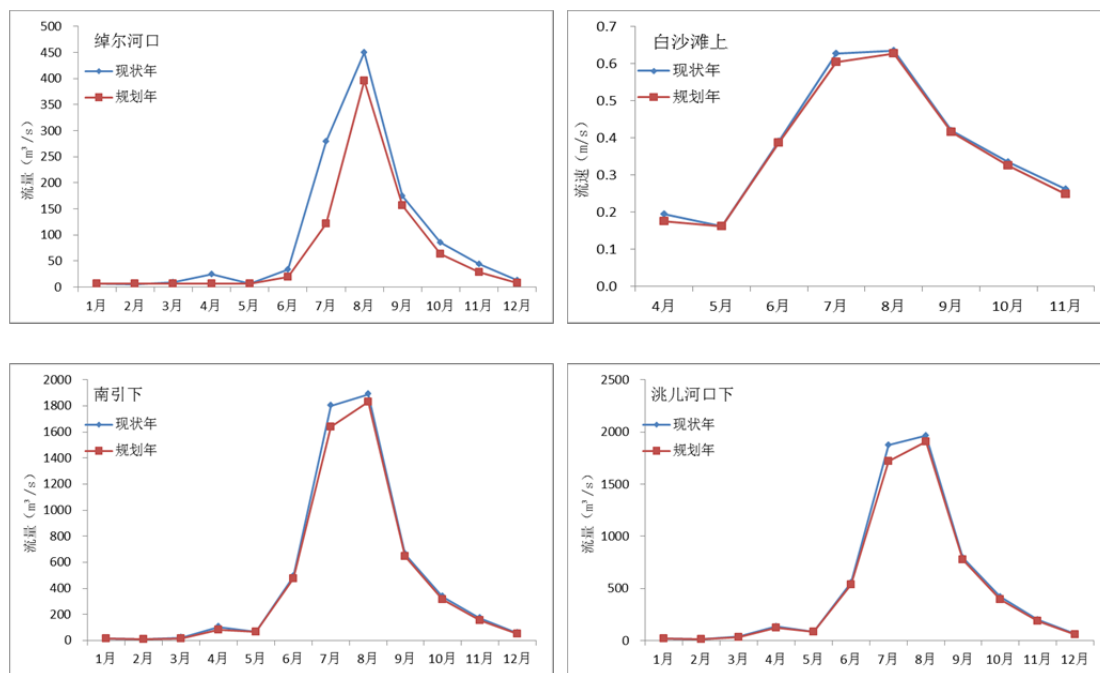 绰尔河口
现状年
规划年
流量（m³/s）
500
450
400
350
300
250
200
150
100
50
0
1月 2月 3月 4月 5月 6月 7月 8月 9月 10月 11月 12月
白沙滩上
现状年
规划年
流速（m/s）
0.7
0.6
0.5
0.4
0.3
0.2
0.1
0.0
4月 5月 6月 7月 8月 9月 10月 11月
南引下
现状年
规划年
流量（m³/s）
2000
1800
1600
1400
1200
1000
800
600
400
200
0
1月 2月 3月 4月 5月 6月 7月 8月 9月 10月 11月 12月
洮儿河口下
现状年
规划年
流量（m³/s）
2500
2000
1500
1000
500
0
1月 2月 3月 4月 5月 6月 7月 8月 9月 10月 11月 12月